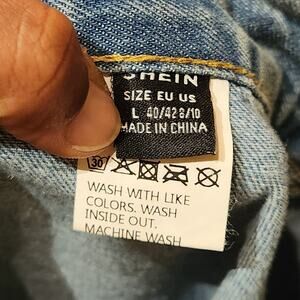 SHEIN
SIZE EU US
L 40/42 8/10
MADE IN CHINA
30
WASH WITH LIKE
COLORS. WASH
INSIDE OUT.
MACHINE WASH